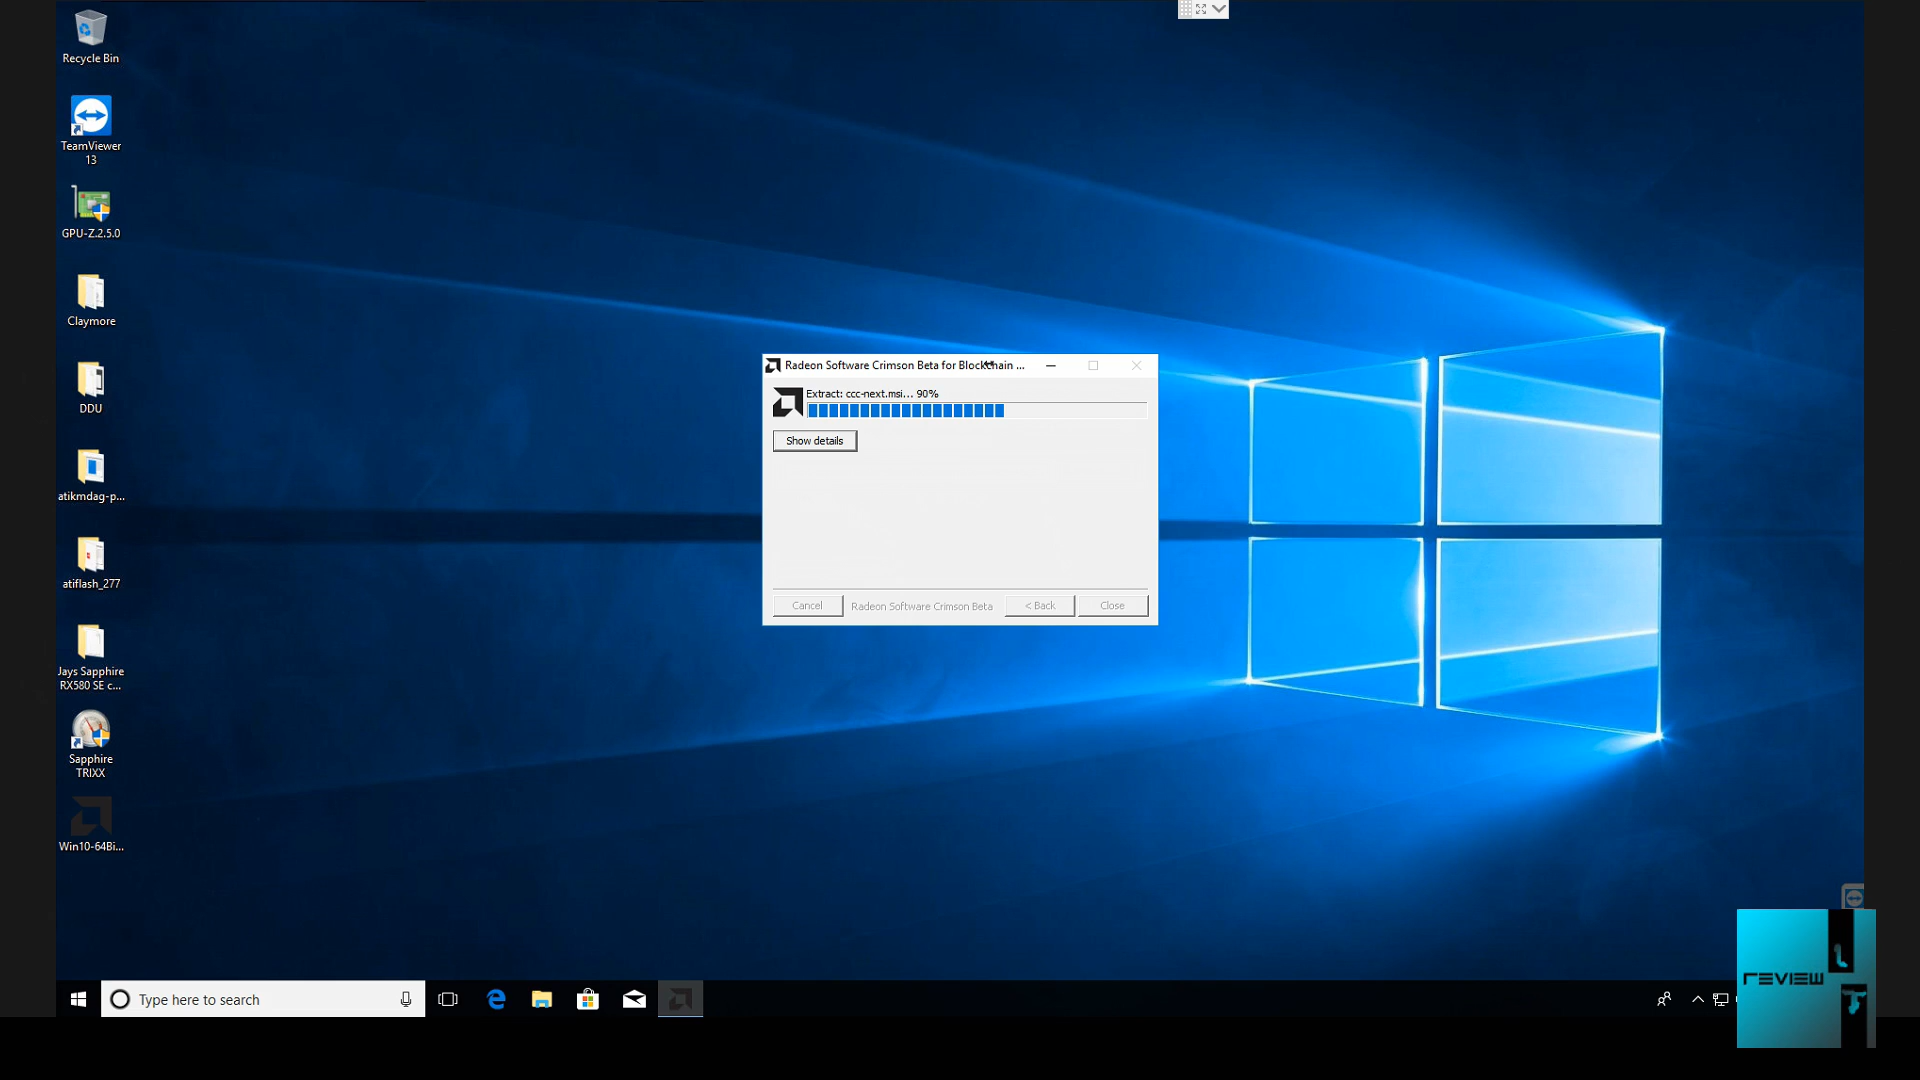 Recycle Bin
TeamViewer
13
GPU-Z.2.5.0
Claymore
DDU
atikmdag-p...
atiflash_277
Jays Sapphire
RX580 SE c...
Sapphire
TRIXX
Win10-64Bi...
Radeon Software Crimson Beta for Blockchain ...
Extract: ccc-next.msi... 90%
Show details
Cancel
Radeon Software Crimson Beta
< Back
Close
Type here to search
REVIEW